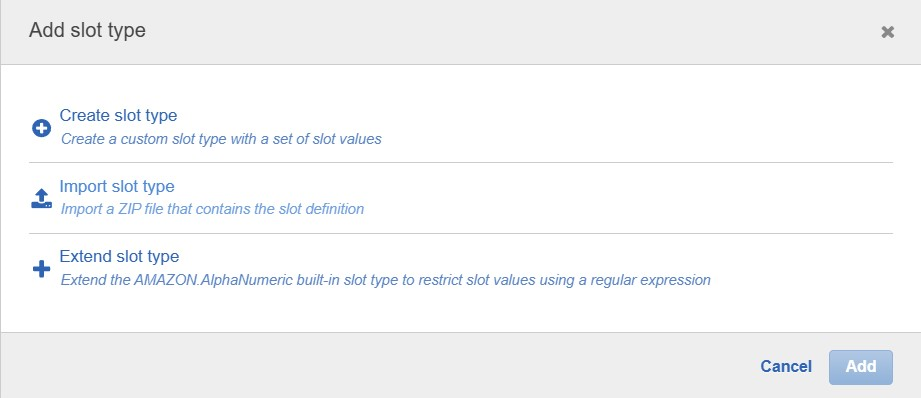 Add slot type
Create slot type
Create a custom slot type with a set of slot values
Import slot type
Import a ZIP file that contains the slot definition
Extend slot type
Extend the AMAZON.AlphaNumeric built-in slot type to restrict slot values using a regular expression
Cancel
Add